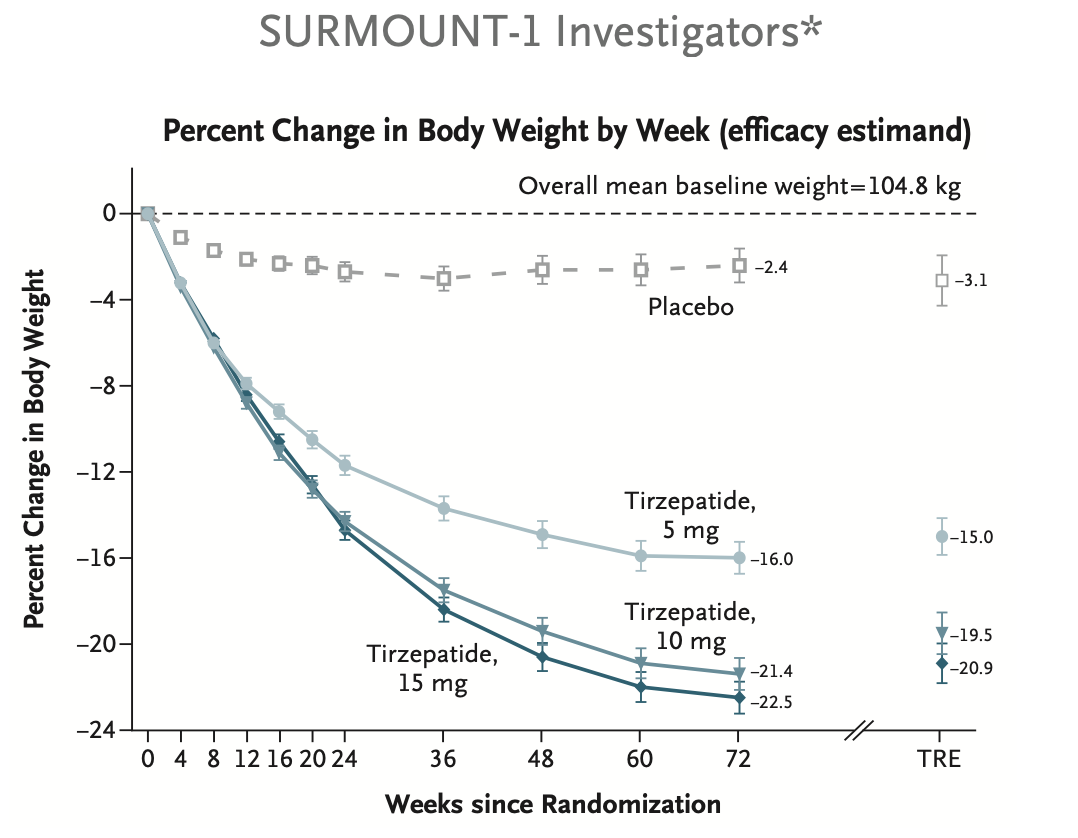 SURMOUNT-1 Investigators*
Percent Change in Body Weight by Week (efficacy estimand)
Overall mean baseline weight=104.8 kg
Percent Change in Body Weight
0
−4
−8
−12
−16
−20
−24
−2.4
Placebo
−3.1
Tirzepatide,
5 mg
−16.0
−15.0
Tirzepatide,
10 mg
−21.4
−19.5
Tirzepatide,
15 mg
−22.5
−20.9
0 4 8 12 16 20 24 36 48 60 72 TRE
Weeks since Randomization